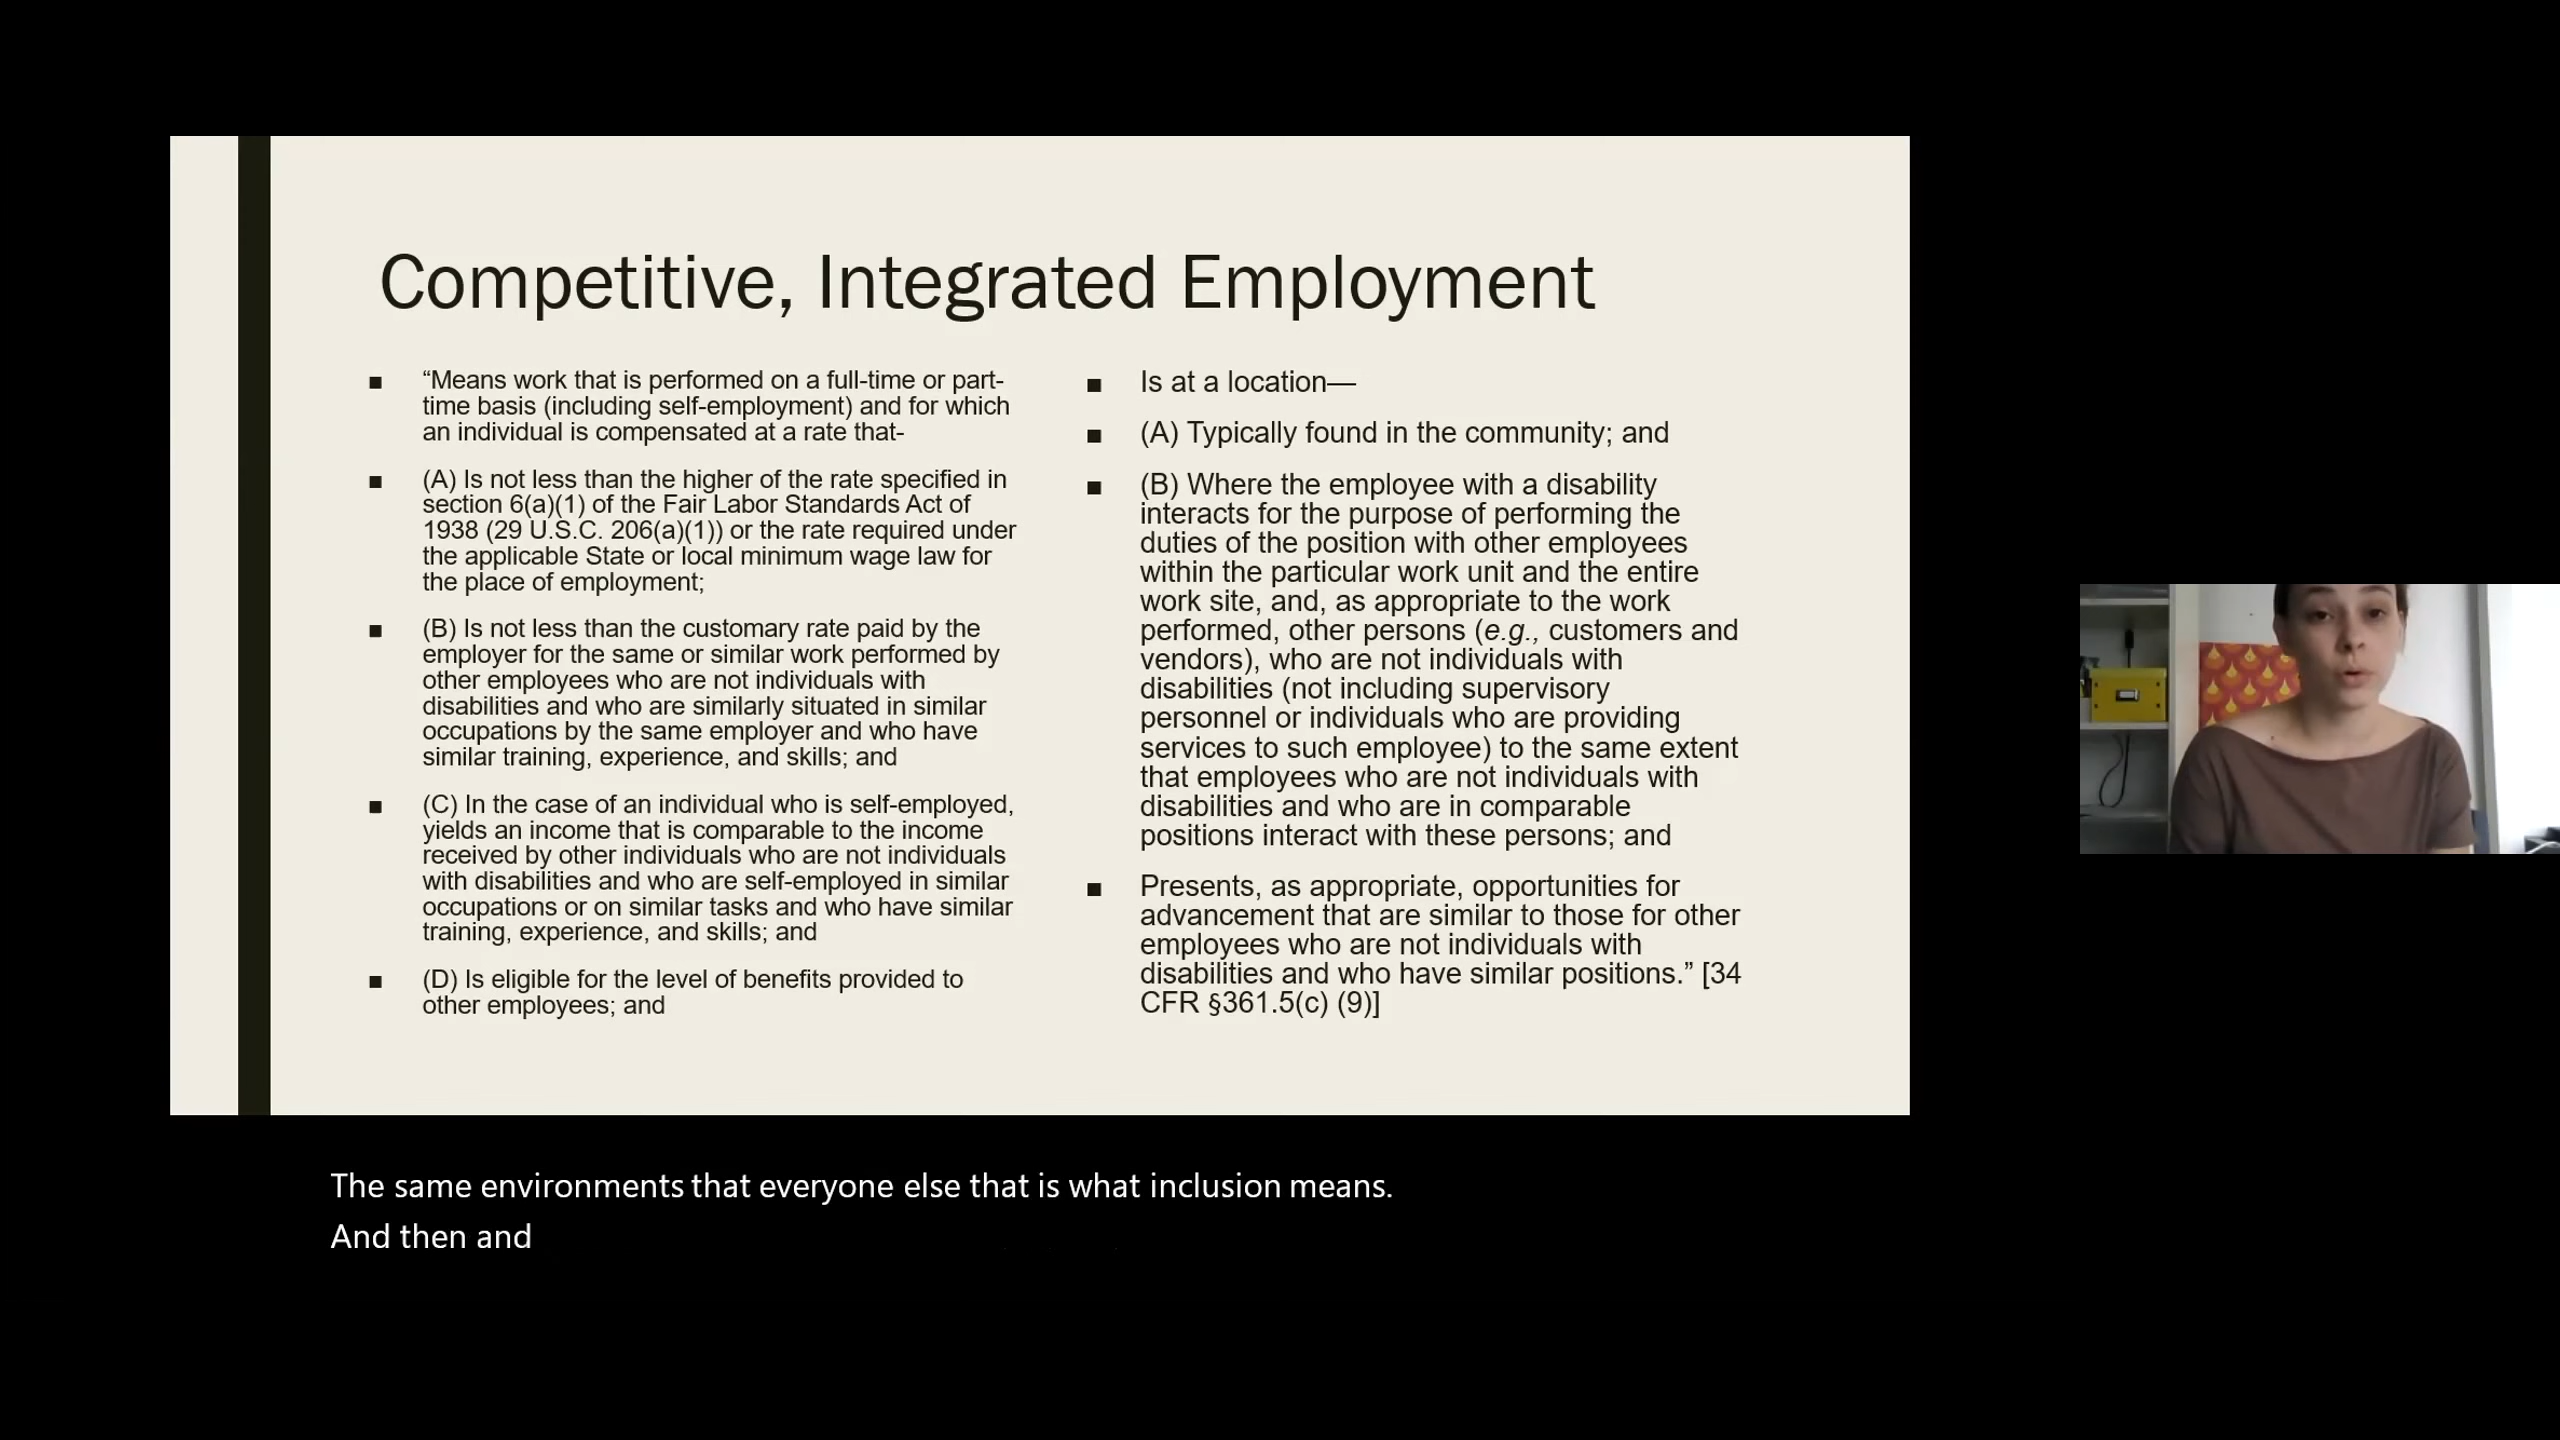 Competitive, Integrated Employment
■ “Means work that is performed on a full-time or part-
time basis (including self-employment) and for which
an individual is compensated at a rate that-
■ (A) Is not less than the higher of the rate specified in
section 6(a)(1) of the Fair Labor Standards Act of
1938 (29 U.S.C. 206(a)(1)) or the rate required under
the applicable State or local minimum wage law for
the place of employment;
■ (B) Is not less than the customary rate paid by the
employer for the same or similar work performed by
other employees who are not individuals with
disabilities and who are similarly situated in similar
occupations by the same employer and who have
similar training, experience, and skills; and
■ (C) In the case of an individual who is self-employed,
yields an income that is comparable to the income
received by other individuals who are not individuals
with disabilities and who are self-employed in similar
occupations or on similar tasks and who have similar
training, experience, and skills; and
■ (D) Is eligible for the level of benefits provided to
other employees; and
■ Is at a location—
■ (A) Typically found in the community; and
■ (B) Where the employee with a disability
interacts for the purpose of performing the
duties of the position with other employees
within the particular work unit and the entire
work site, and, as appropriate to the work
performed, other persons (e.g., customers and
vendors), who are not individuals with
disabilities (not including supervisory
personnel or individuals who are providing
services to such employee) to the same extent
that employees who are not individuals with
disabilities and who are in comparable
positions interact with these persons; and
■ Presents, as appropriate, opportunities for
advancement that are similar to those for other
employees who are not individuals with
disabilities and who have similar positions.” [34
CFR §361.5(c) (9)]
The same environments that everyone else that is what inclusion means.
And then and